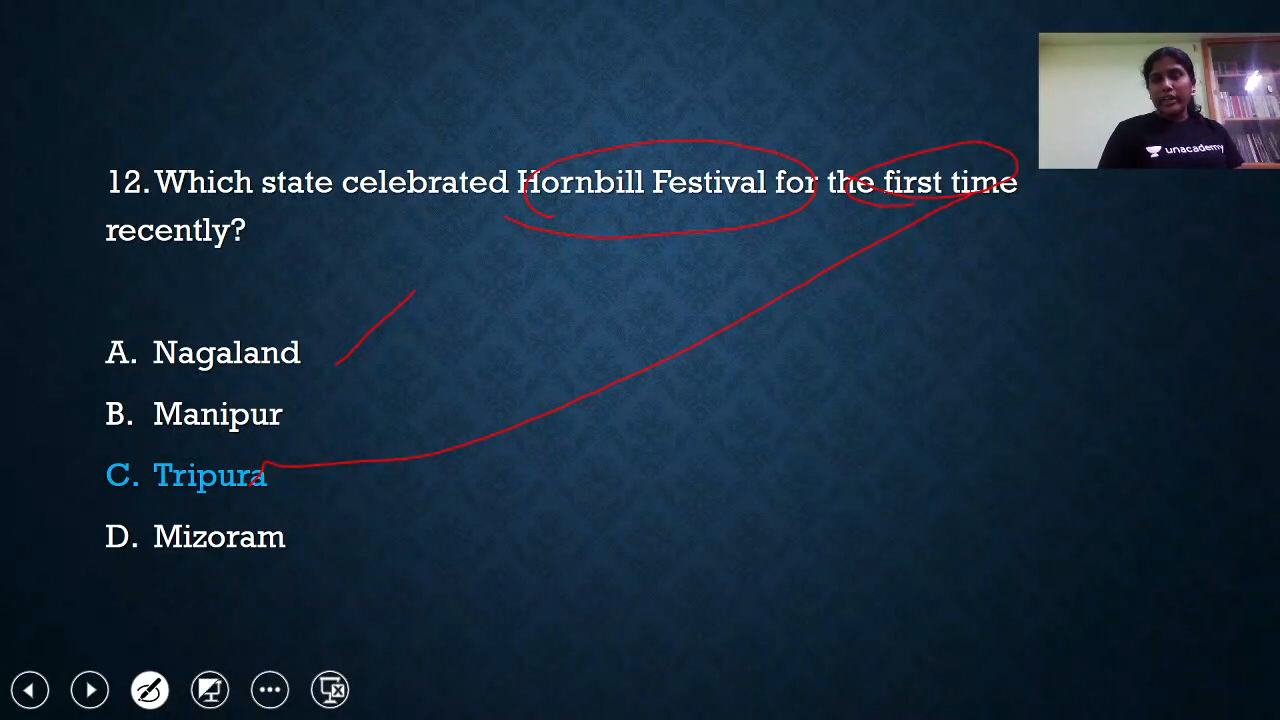 12. Which state celebrated Hornbill Festival for the first time
recently?
A. Nagaland
B. Manipur
C. Tripura
D. Mizoram
unacademy